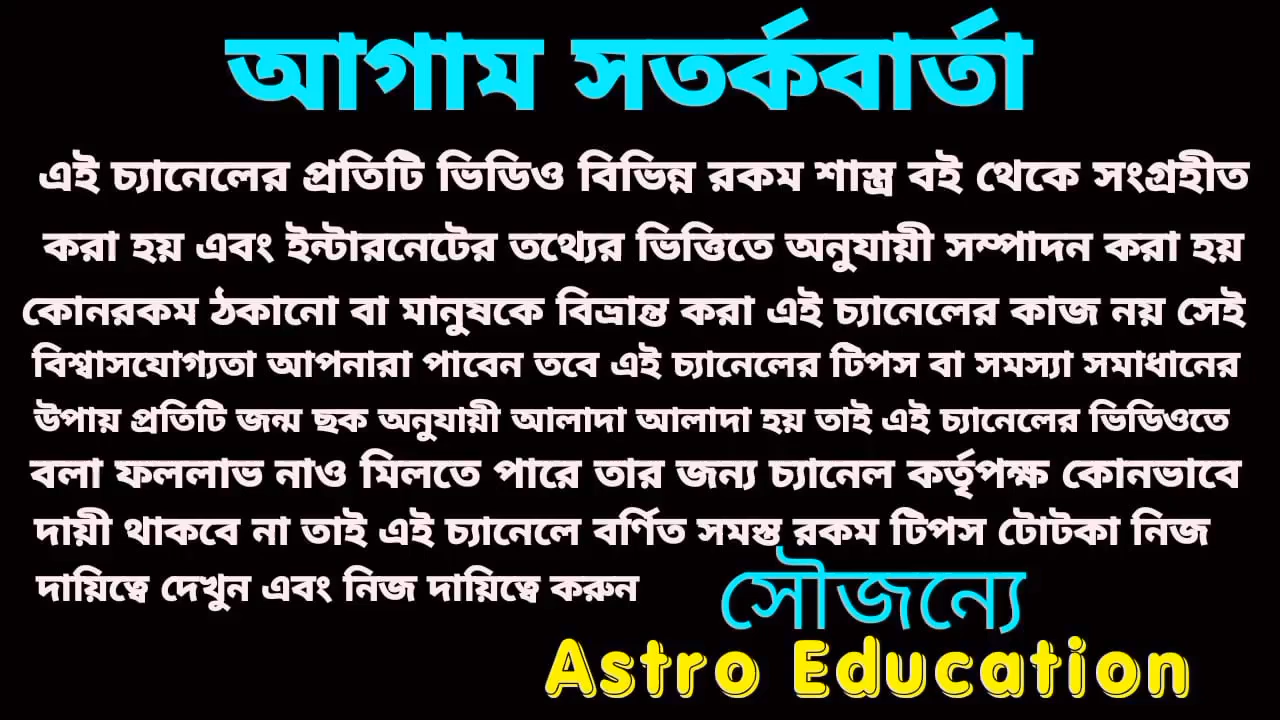 আগাম সতর্কবার্তা
এই চ্যানেলের প্রতিটি ভিডিও বিভিন্ন রকম শাস্ত্র বই থেকে সংগ্রহীত
করা হয় এবং ইন্টারনেটের তথ্যের ভিত্তিতে অনুযায়ী সম্পাদন করা হয়
কোনরকম ঠকানো বা মানুষকে বিভ্রান্ত করা এই চ্যানেলের কাজ নয় সেই
বিশ্বাসযোগ্যতা আপনারা পাবেন তবে এই চ্যানেলের টিপস বা সমস্যা সমাধানের
উপায় প্রতিটি জন্ম ছক অনুযায়ী আলাদা আলাদা হয় তাই এই চ্যানেলের ভিডিওতে
বলা ফললাভ নাও মিলতে পারে তার জন্য চ্যানেল কর্তৃপক্ষ কোনভাবে
দায়ী থাকবে না তাই এই চ্যানেলে বর্ণিত সমস্ত রকম টিপস টোটকা নিজ
দায়িত্বে দেখুন এবং নিজ দায়িত্বে করুন
সৌজন্যে
Astro Education